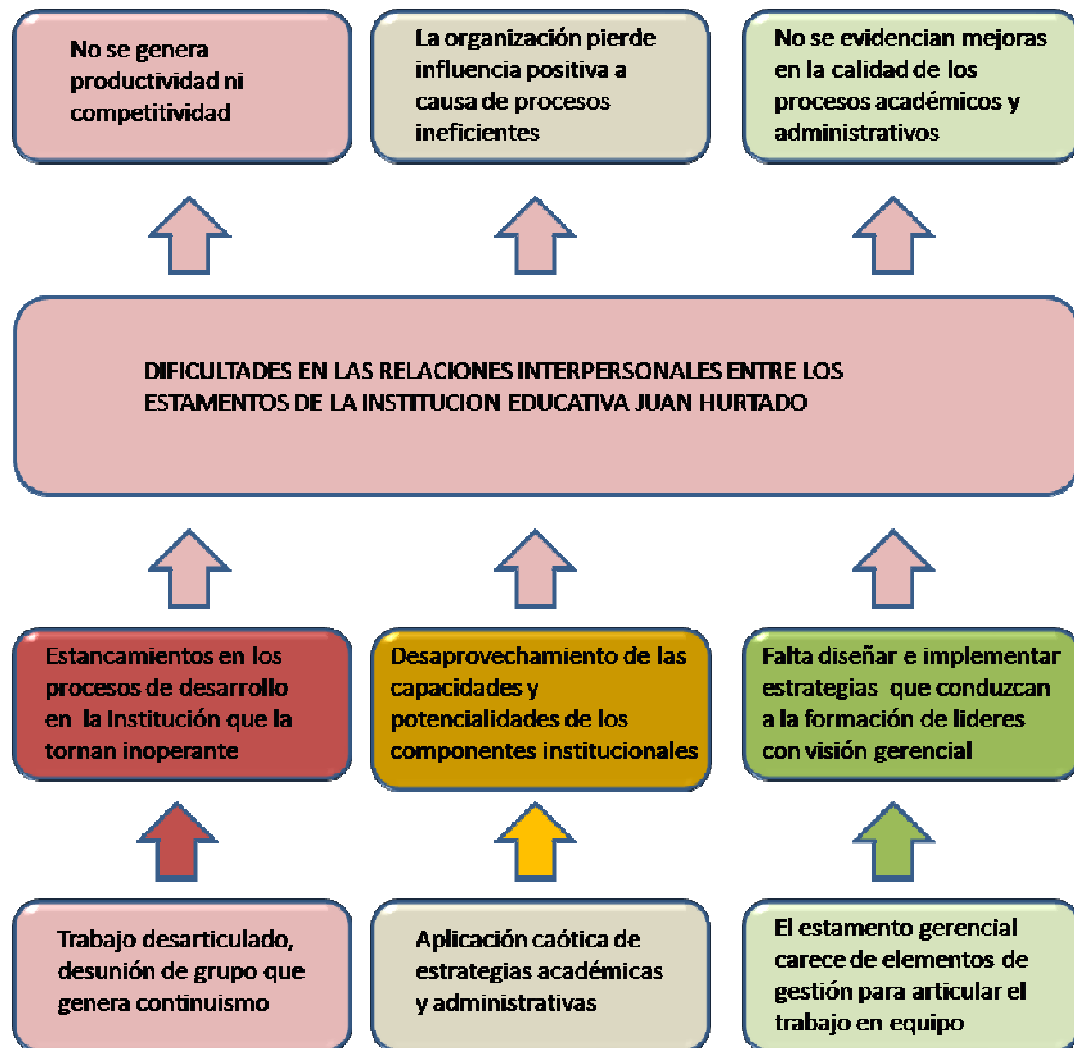 No se genera
productividad ni
competitividad
La organización pierde
influencia positiva a
causa de procesos
ineficientes
No se evidencian mejoras
en la calidad de los
procesos académicos y
administrativos
DIFICULTADES EN LAS RELACIONES INTERPERSONALES ENTRE LOS
ESTAMENTOS DE LA INSTITUCION EDUCATIVA JUAN HURTADO
Estancamientos en los
procesos de desarrollo
en la Institución que la
tornan inoperante
Desaprovechamiento de las
capacidades y
potencialidades de los
componentes institucionales
Falta diseñar e implementar
estrategias que conduzcan
a la formación de lideres
con visión gerencial
Trabajo desarticulado,
desunión de grupo que
genera continuismo
Aplicación caótica de
estrategias académicas
y administrativas
El estamento gerencial
carece de elementos de
gestión para articular el
trabajo en equipo